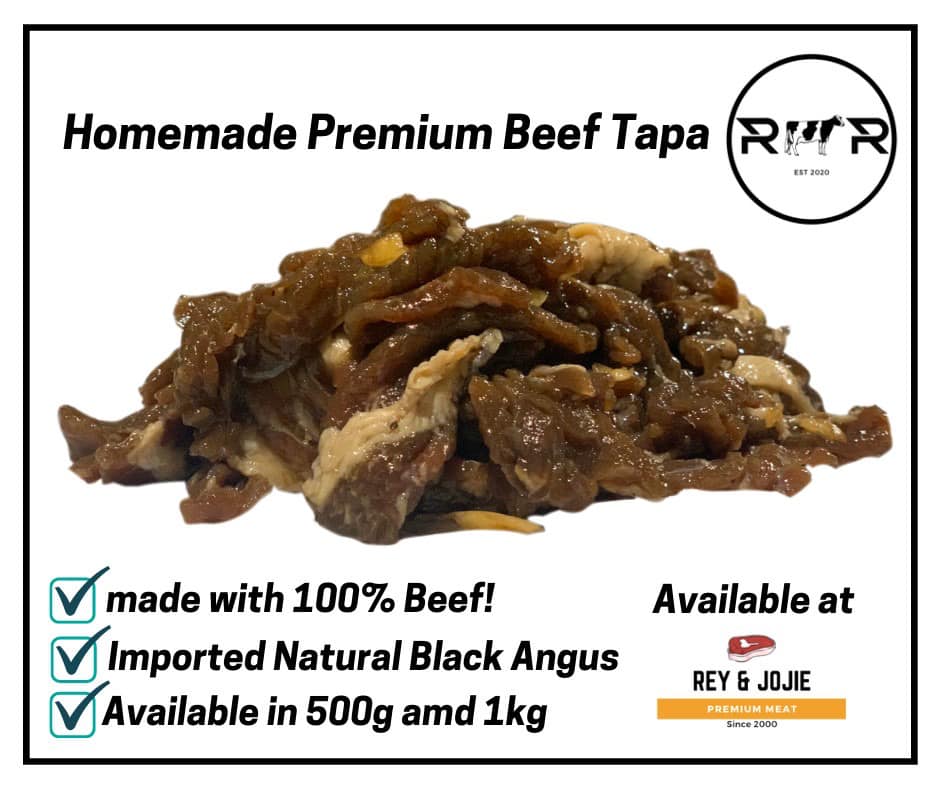 Homemade Premium Beef Tapa
R R
EST 2020
made with 100% Beef!
Imported Natural Black Angus
Available in 500g amd 1kg
Available at
REY & JOJIE
PREMIUM MEAT
Since 2000